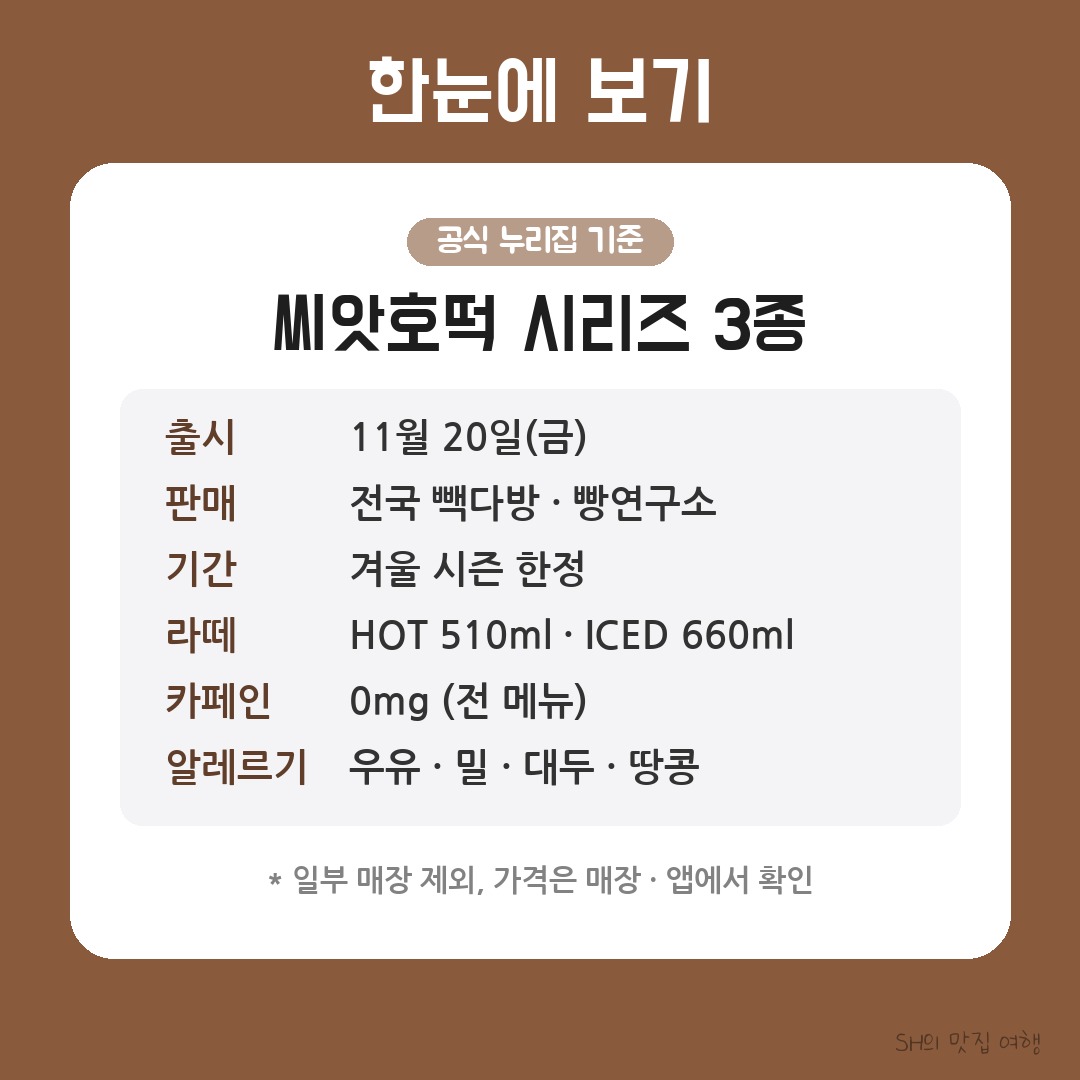 한눈에 보기
공식 누리집 기준
씨앗호떡 시리즈 3종
출시 11월 20일(금)
판매 전국 빽다방 · 빵연구소
기간 겨울 시즌 한정
라떼 HOT 510ml · ICED 660ml
카페인 0mg (전 메뉴)
알레르기 우유 · 밀 · 대두 · 땅콩
* 일부 매장 제외, 가격은 매장 · 앱에서 확인
SH의 맛집 여행